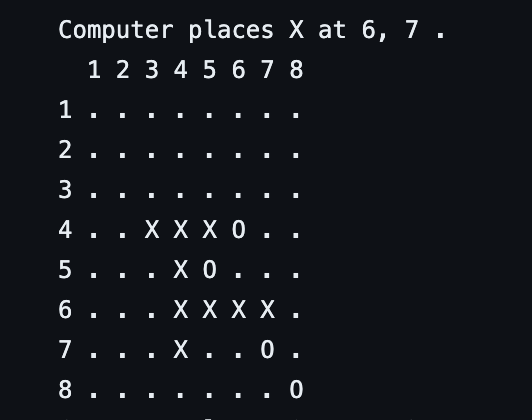 Computer places X at 6, 7 .
  1 2 3 4 5 6 7 8
1 . . . . . . . .
2 . . . . . . . .
3 . . . . . . . .
4 . . X X X O . .
5 . . . X O . . .
6 . . . X X X X .
7 . . . X . . O .
8 . . . . . . . O